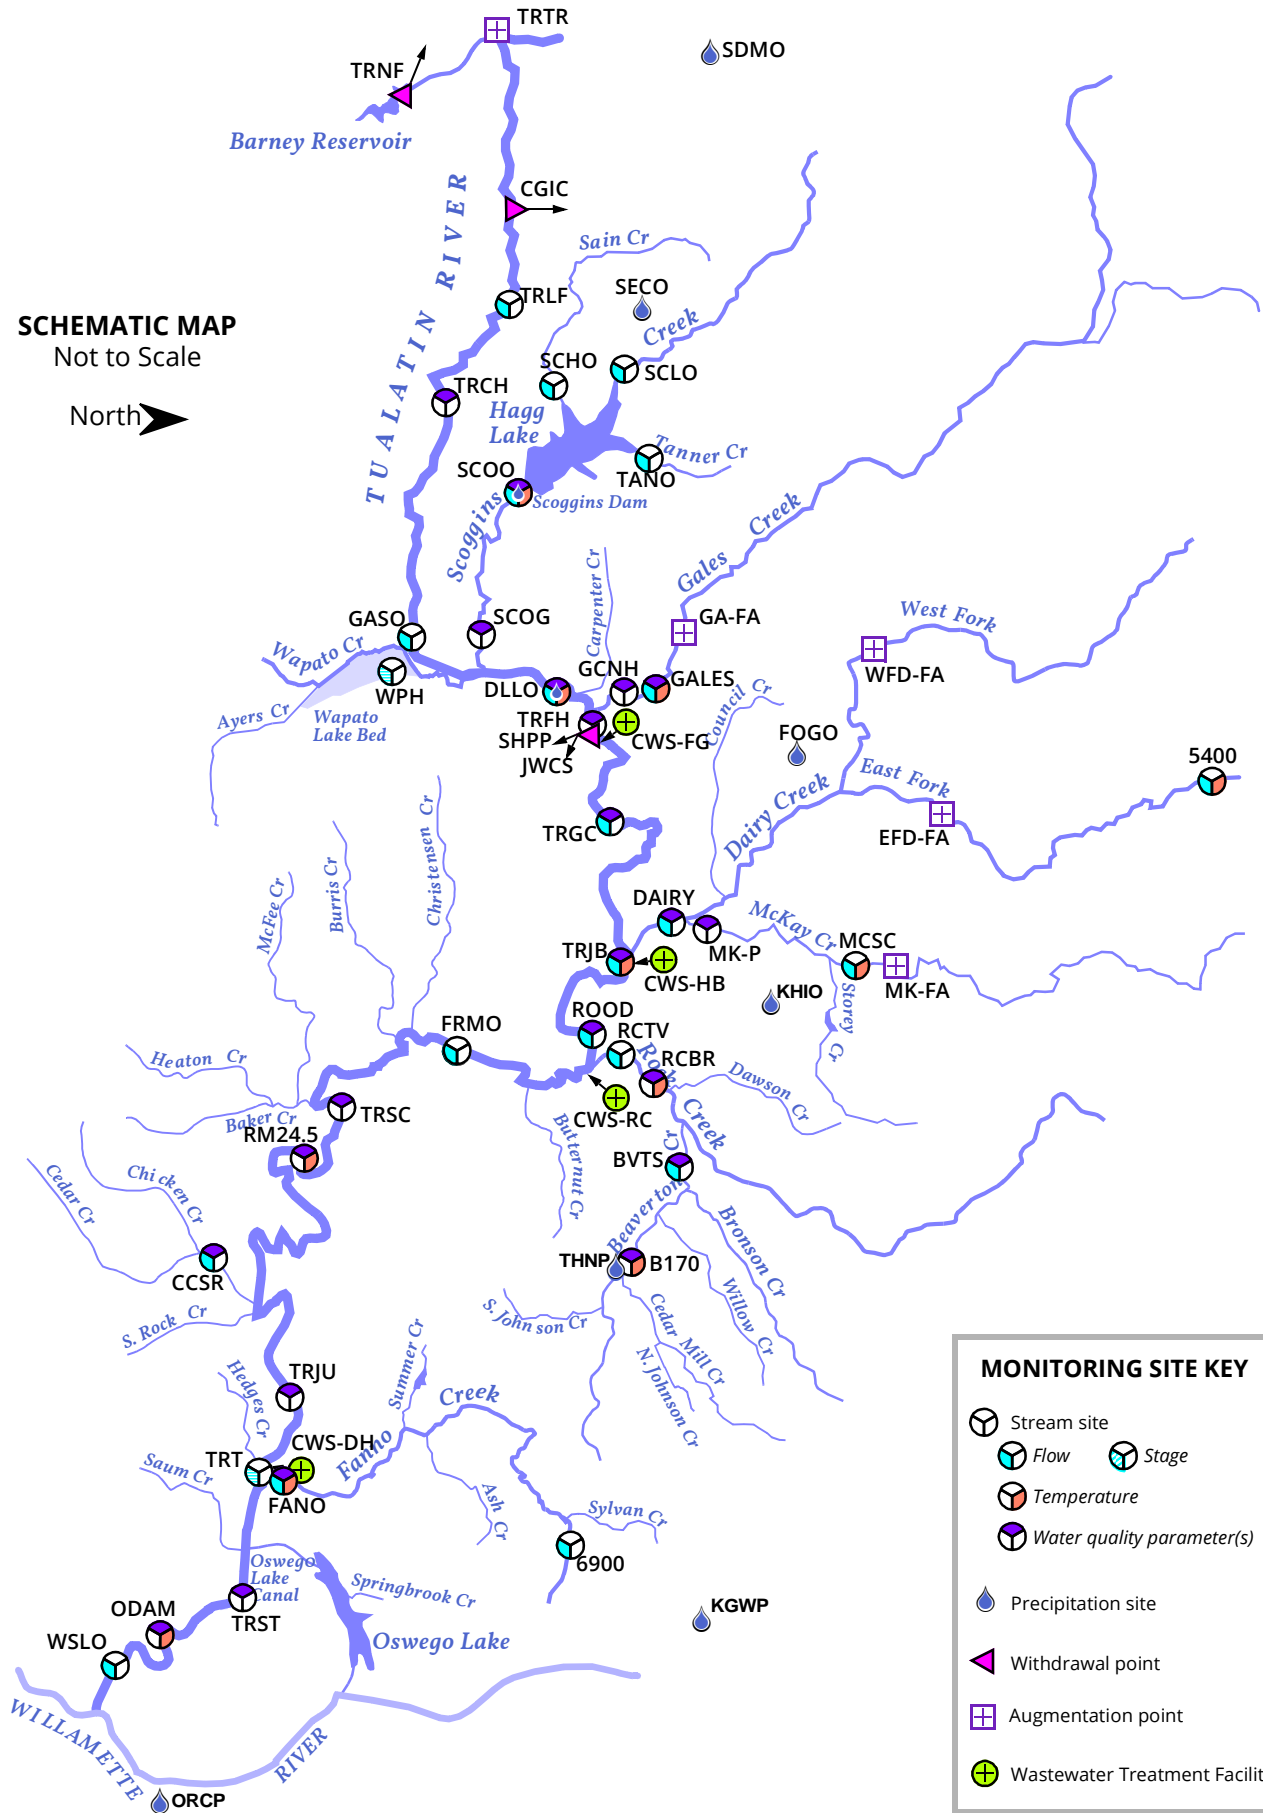 TRTR
SDMO
TRNF
Barney Reservoir
CGIC
TUALATIN RIVER
Sain Cr
TRLF
SECO
Creek
SCHEMATIC MAP
Not to Scale
North
SCHO
SCLO
TRCH
Hagg
Lake
Tanner Cr
SCOO
TANO
Scoggins Dam
Scoggins
Creek
Gales
Carpenter Cr
GASO
SCOG
GA-FA
West Fork
Wapato Cr
WFD-FA
GCNH
GALES
WPH
DLLO
Council Cr
Ayers Cr
Wapato
Lake Bed
TRFH
SHPP
CWS-FG
JWCS
FOGO
5400
East Fork
Dairy Creek
TRGC
EFD-FA
Christensen Cr
Burris Cr
McFee Cr
DAIRY
McKay Cr
MK-P
MCSC
TRJB
CWS-HB
MK-FA
KHIO
Storey Cr
ROOD
FRMO
RCTV
Rock
RCBR
Heaton Cr
Dawson Cr
TRSC
CWS-RC
Creek
Baker Cr
RM24.5
Butternut Cr
BVTS
Cedar Cr
Chicken Cr
Beaverton Cr
Bronson Cr
CCSR
THNP
B170
Willow Cr
S. Rock Cr
S. Johnson Cr
Cedar Mill Cr
N. Johnson Cr
Summer Cr
TRJU
Hedges Cr
Creek
MONITORING SITE KEY
Stream site
Flow
Stage
Temperature
Water quality parameter(s)
Precipitation site
Withdrawal point
Augmentation point
Wastewater Treatment Facilit
CWS-DH
Fanno
TRT
Saum Cr
FANO
Ash Cr
Sylvan Cr
6900
Oswego
Lake
Canal
Springbrook Cr
TRST
ODAM
WSLO
Oswego Lake
KGWP
WILLAMETTE
RIVER
ORCP